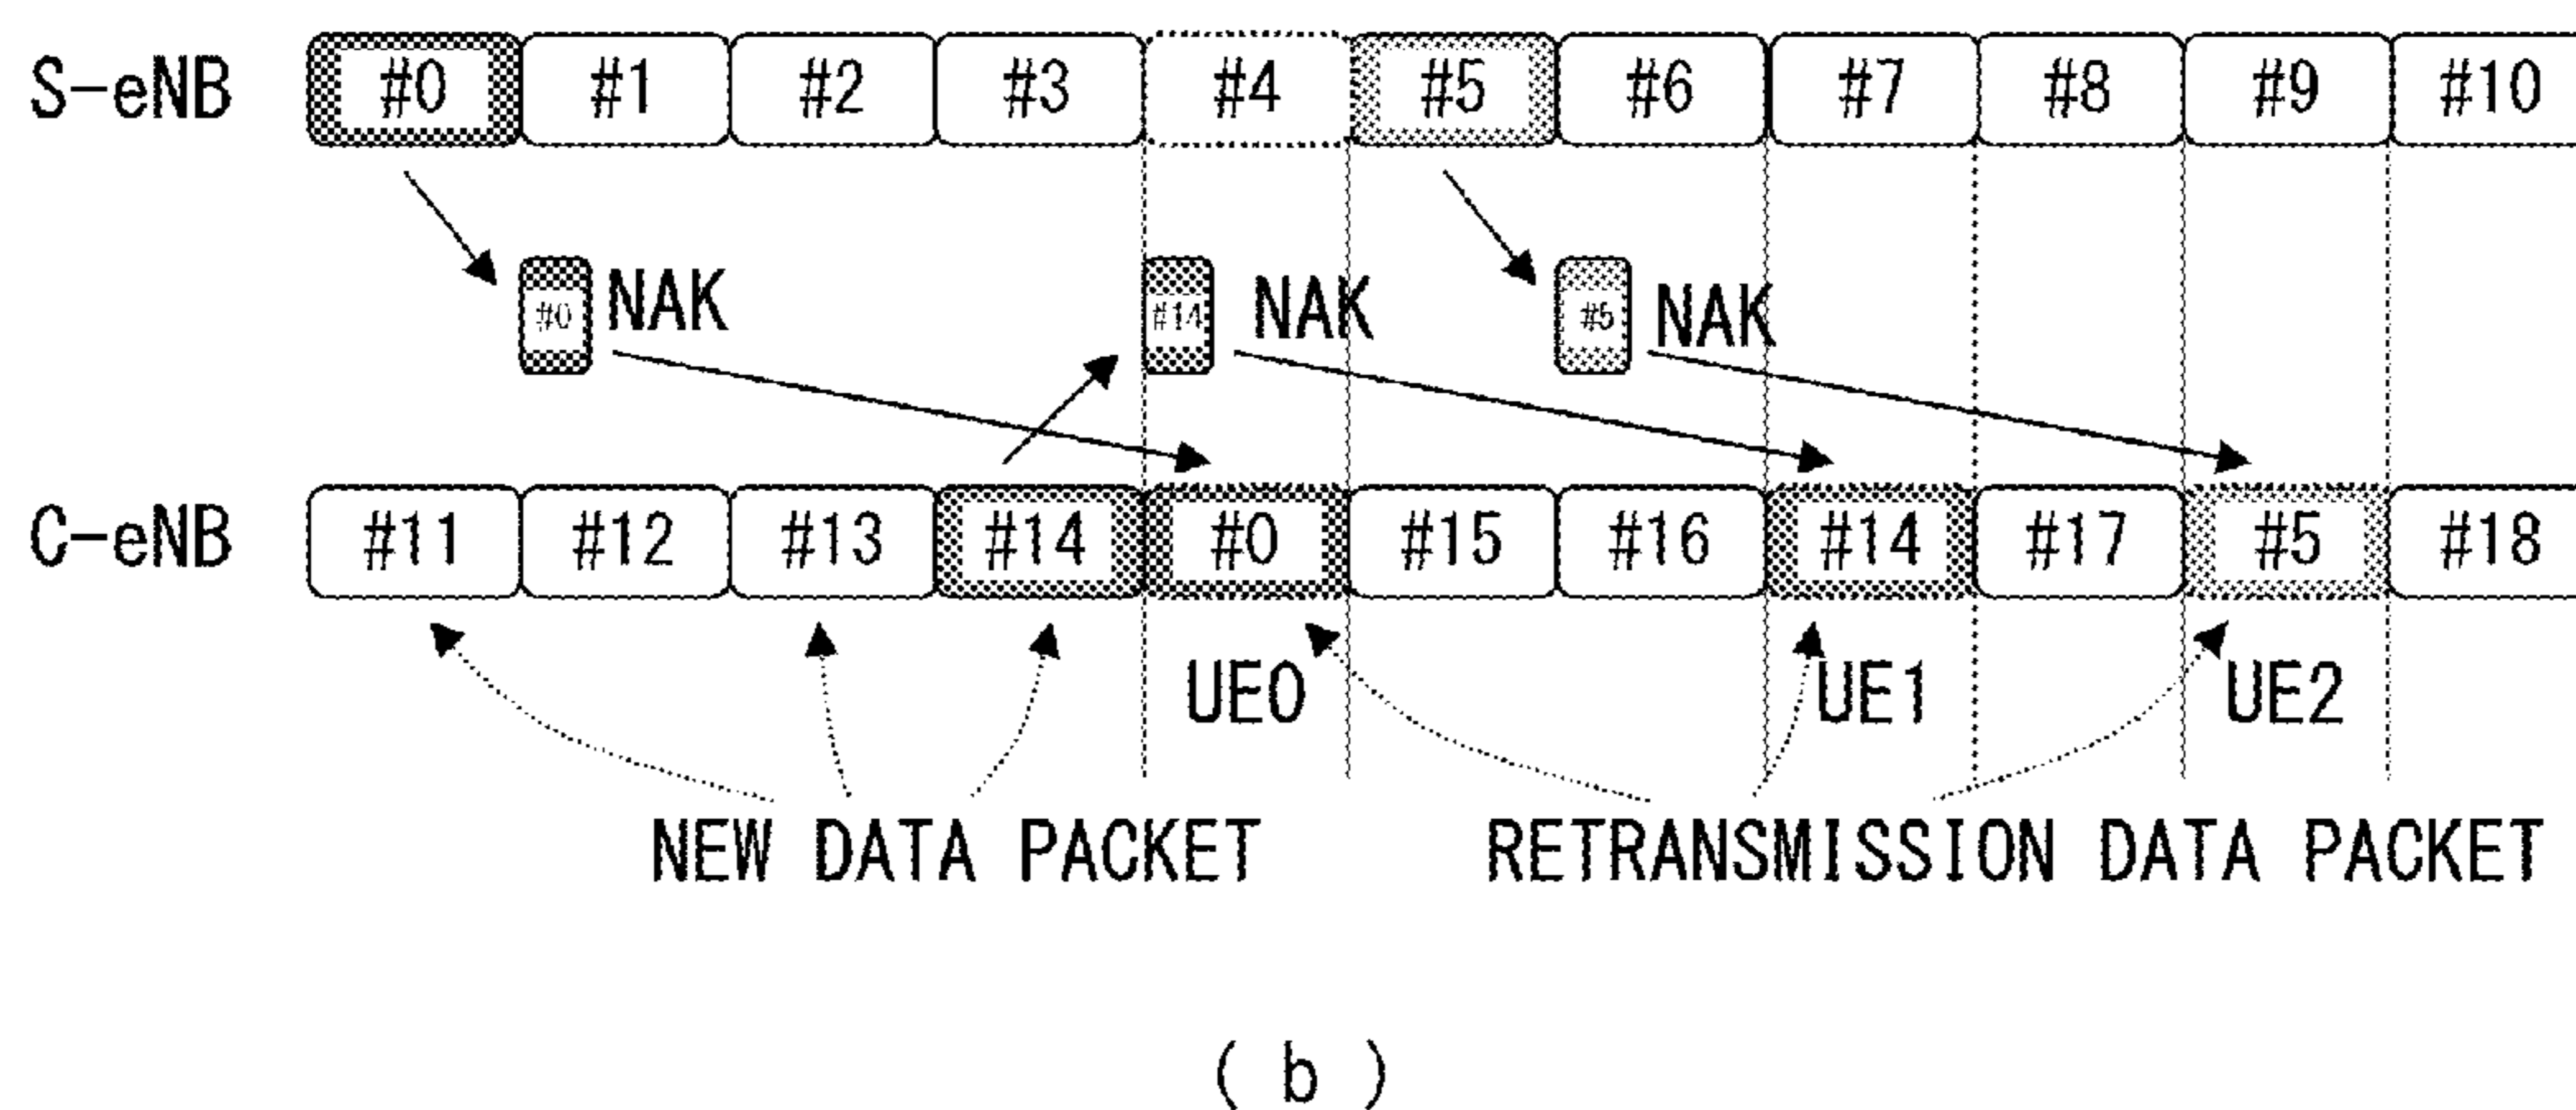 S-eNB #0 #1 #2 #3 #4 #5 #6 #7 #8 #9 #10
#0 NAK #14 NAK #5 NAK
C-eNB #11 #12 #13 #14 #0 #15 #16 #14 #17 #5 #18
UE0 UE1 UE2
NEW DATA PACKET RETRANSMISSION DATA PACKET
( b )